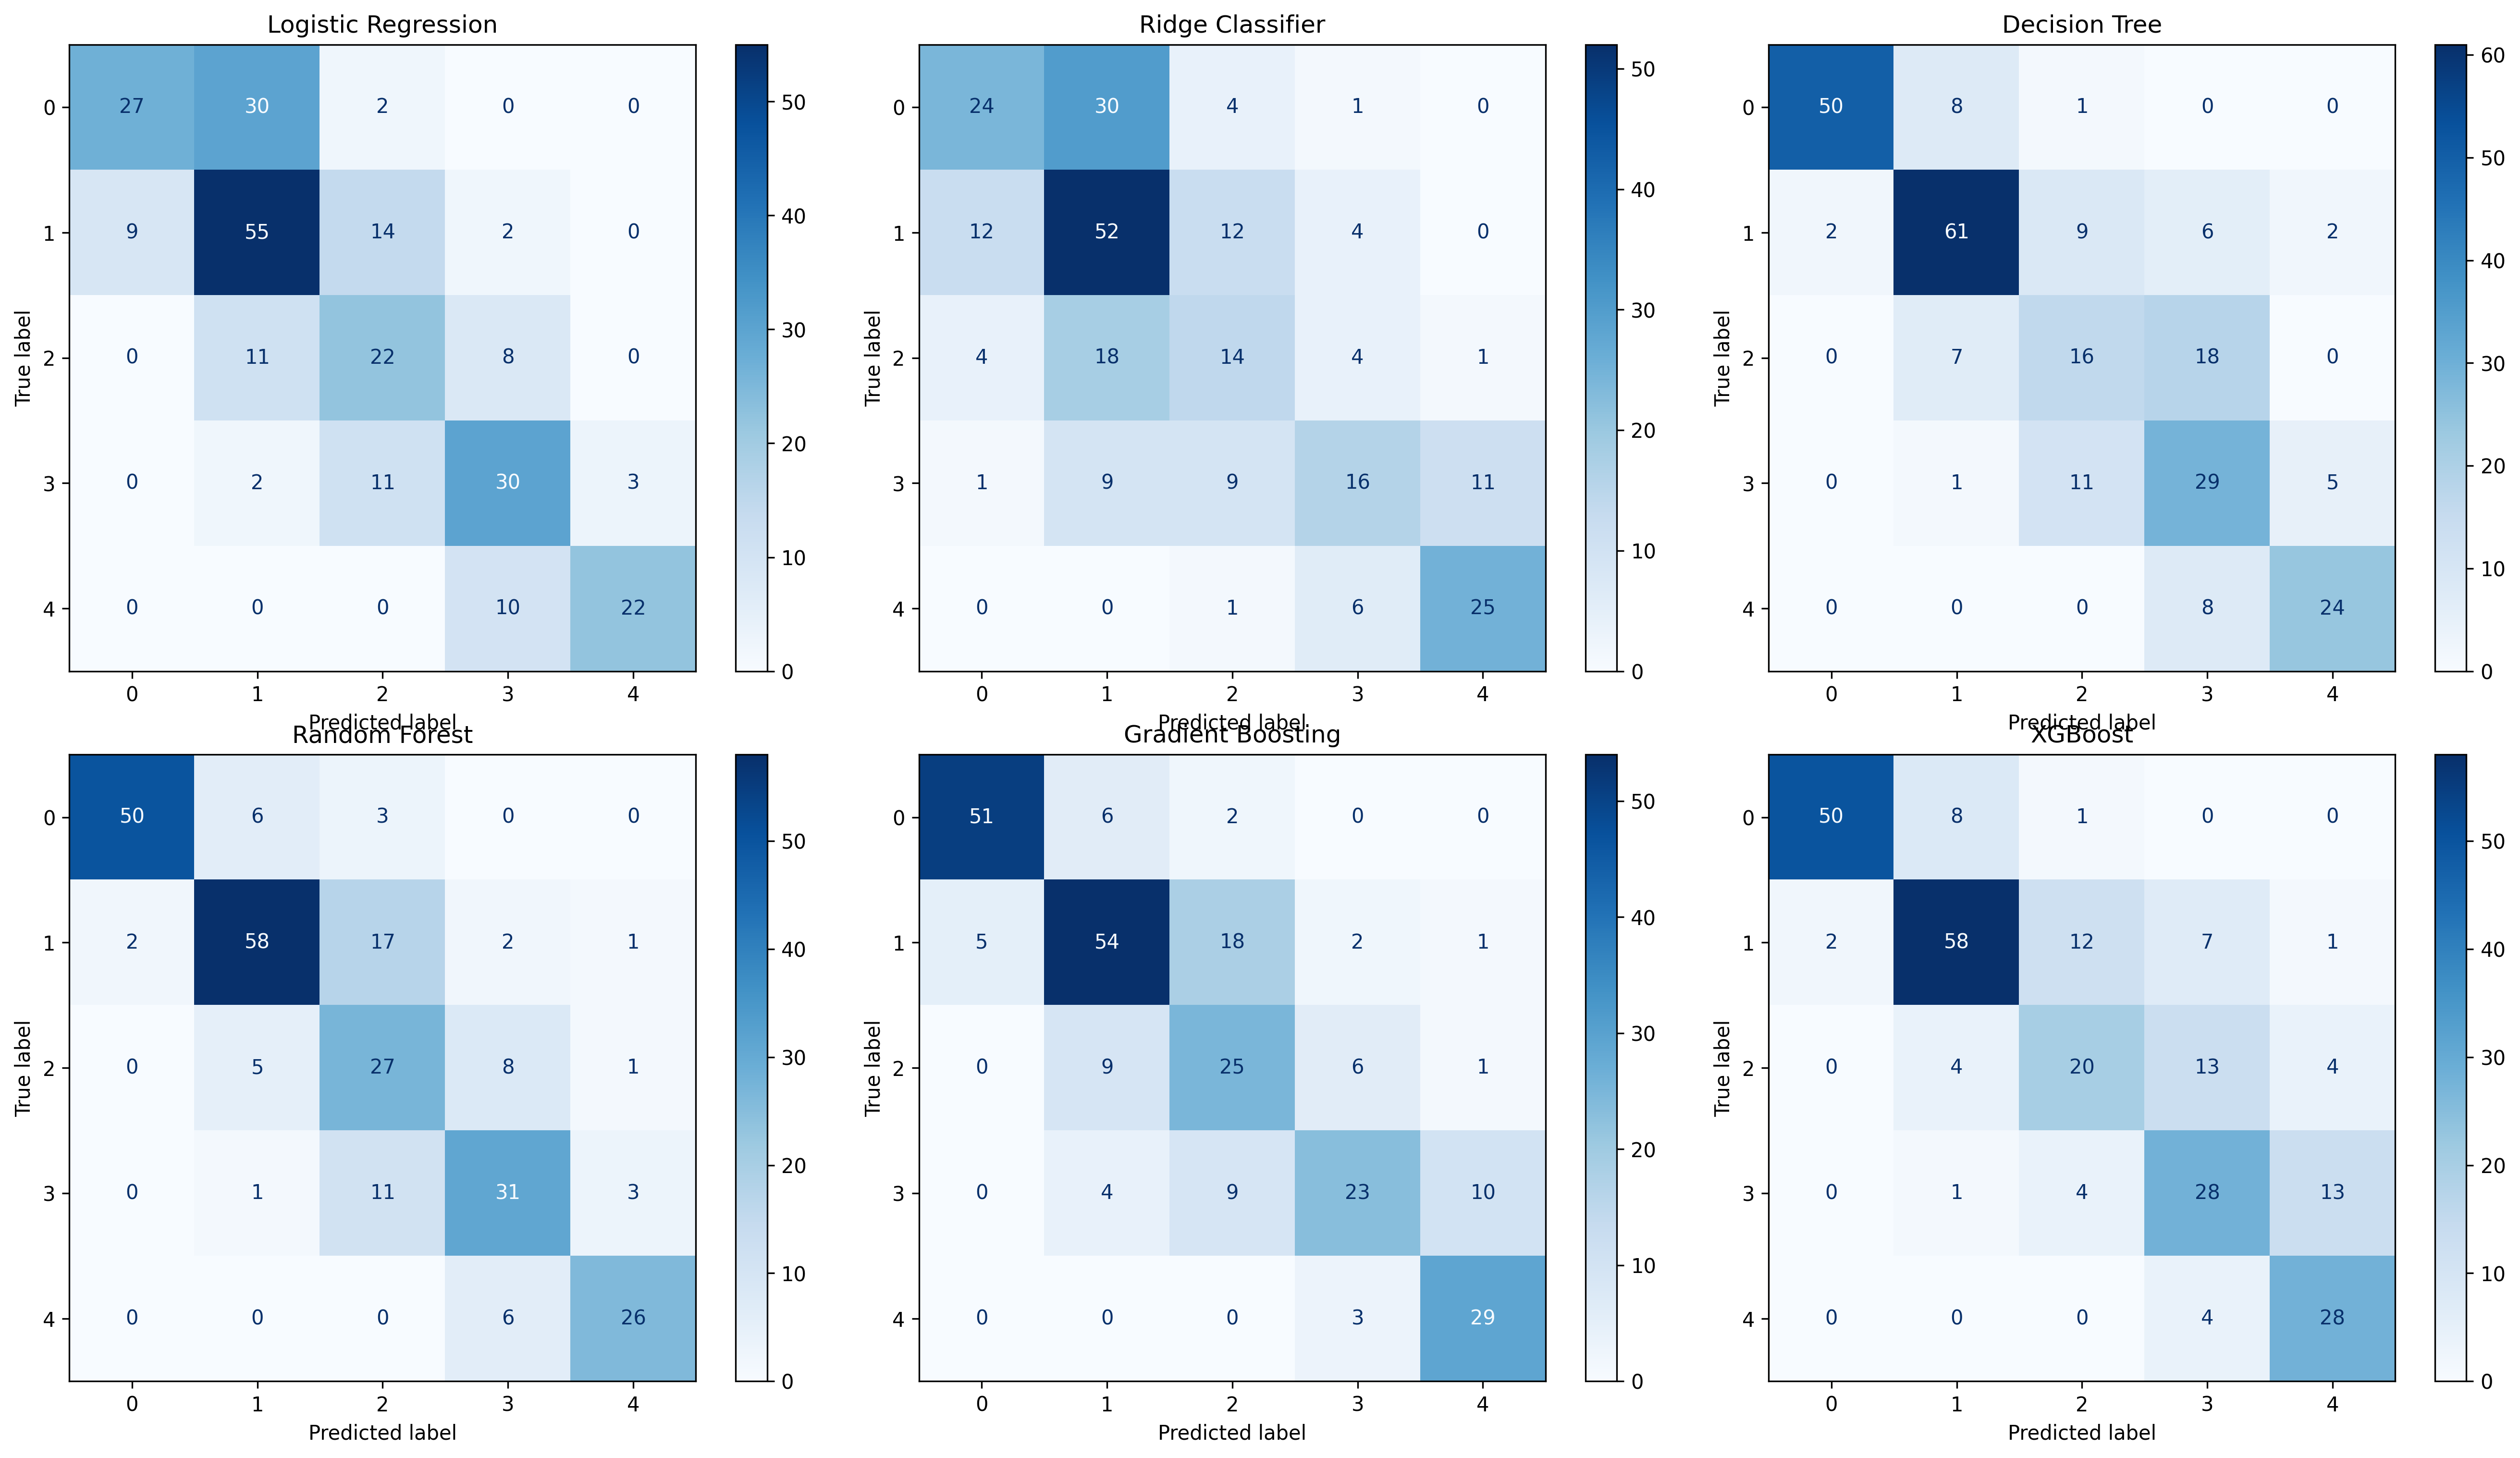 Logistic Regression
0 27 30 2 0 0
1 9 55 14 2 0
2 0 11 22 8 0
3 0 2 11 30 3
4 0 0 0 10 22
0 1 2 3 4
True label
Predicted label
50
40
30
20
10
0
Ridge Classifier
0 24 30 4 1 0
1 12 52 12 4 0
2 4 18 14 4 1
3 1 9 9 16 11
4 0 0 1 6 25
0 1 2 3 4
True label
Predicted label
50
40
30
20
10
0
Decision Tree
0 50 8 1 0 0
1 2 61 9 6 2
2 0 7 16 18 0
3 0 1 11 29 5
4 0 0 0 8 24
0 1 2 3 4
True label
Predicted label
60
50
40
30
20
10
0
Random Forest
0 50 6 3 0 0
1 2 58 17 2 1
2 0 5 27 8 1
3 0 1 11 31 3
4 0 0 0 6 26
0 1 2 3 4
True label
Predicted label
50
40
30
20
10
0
Gradient Boosting
0 51 6 2 0 0
1 5 54 18 2 1
2 0 9 25 6 1
3 0 4 9 23 10
4 0 0 0 3 29
0 1 2 3 4
True label
Predicted label
50
40
30
20
10
0
XGBoost
0 50 8 1 0 0
1 2 58 12 7 1
2 0 4 20 13 4
3 0 1 4 28 13
4 0 0 0 4 28
0 1 2 3 4
True label
Predicted label
50
40
30
20
10
0